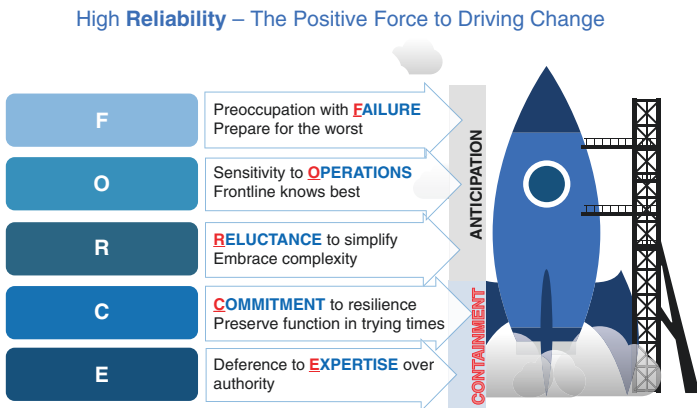 High Reliability – The Positive Force to Driving Change
F
Preoccupation with FAILURE
Prepare for the worst
O
Sensitivity to OPERATIONS
Frontline knows best
R
RELUCTANCE to simplify
Embrace complexity
C
COMMITMENT to resilience
Preserve function in trying times
E
Deference to EXPERTISE over
authority
ANTICIPATION
CONTAINMENT